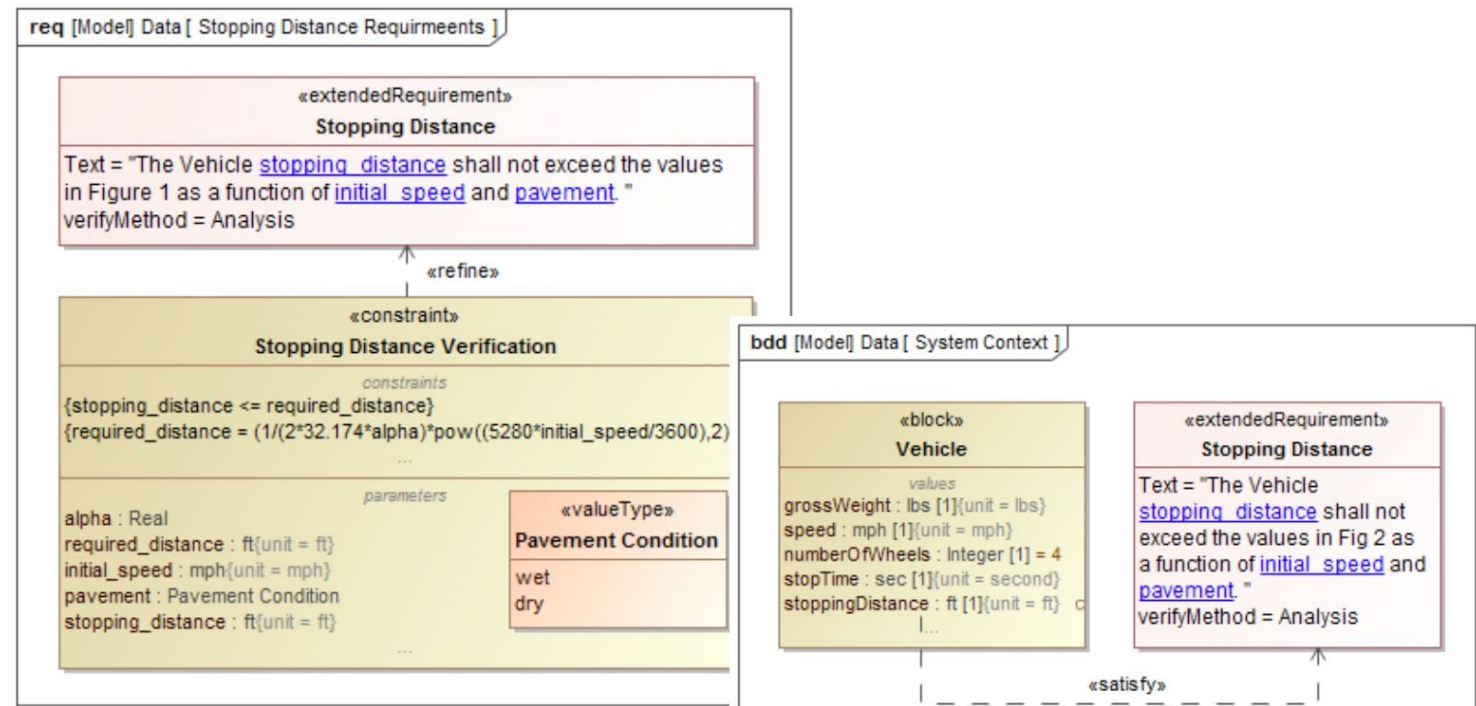 req [Model] Data [ Stopping Distance Requirmeents ]
«extendedRequirement»
Stopping Distance
Text = "The Vehicle stopping_distance shall not exceed the values
in Figure 1 as a function of initial_speed and pavement. "
verifyMethod = Analysis
«refine»
«constraint»
Stopping Distance Verification
constraints
{stopping_distance <= required_distance}
{required_distance = (1/(2*32.174*alpha)*pow((5280*initial_speed/3600),2)
...
parameters
alpha : Real
required_distance : ft{unit = ft}
initial_speed : mph{unit = mph}
pavement : Pavement Condition
stopping_distance : ft{unit = ft}
...
«valueType»
Pavement Condition
wet
dry
bdd [Model] Data [ System Context ]
«block»
Vehicle
values
grossWeight : lbs [1]{unit = lbs}
speed : mph [1]{unit = mph}
numberOfWheels : Integer [1] = 4
stopTime : sec [1]{unit = second}
stoppingDistance : ft [1]{unit = ft}
...
«extendedRequirement»
Stopping Distance
Text = "The Vehicle
stopping_distance shall not
exceed the values in Fig 2 as
a function of initial_speed and
pavement. "
verifyMethod = Analysis
«satisfy»